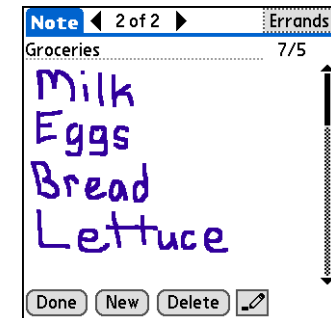 Note 2 of 2 Errands
Groceries 7/5
Milk
Eggs
Bread
Lettuce
Done New Delete